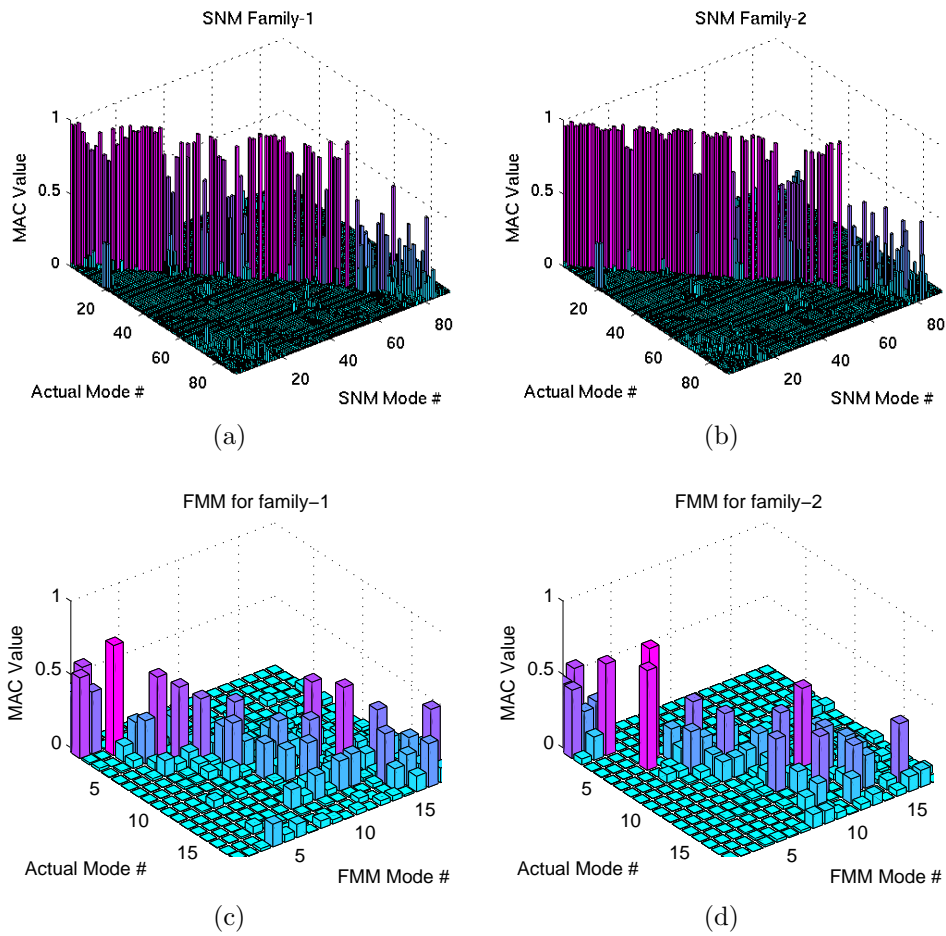 SNM Family-1
1
0.5
0
MAC Value
20
40
60
80
20
40
60
80
Actual Mode #
SNM Mode #
(a)
SNM Family-2
1
0.5
0
MAC Value
20
40
60
80
20
40
60
80
Actual Mode #
SNM Mode #
(b)
FMM for family−1
1
0.5
0
MAC Value
5
10
15
5
10
15
Actual Mode #
FMM Mode #
(c)
FMM for family−2
1
0.5
0
MAC Value
5
10
15
5
10
15
Actual Mode #
FMM Mode #
(d)